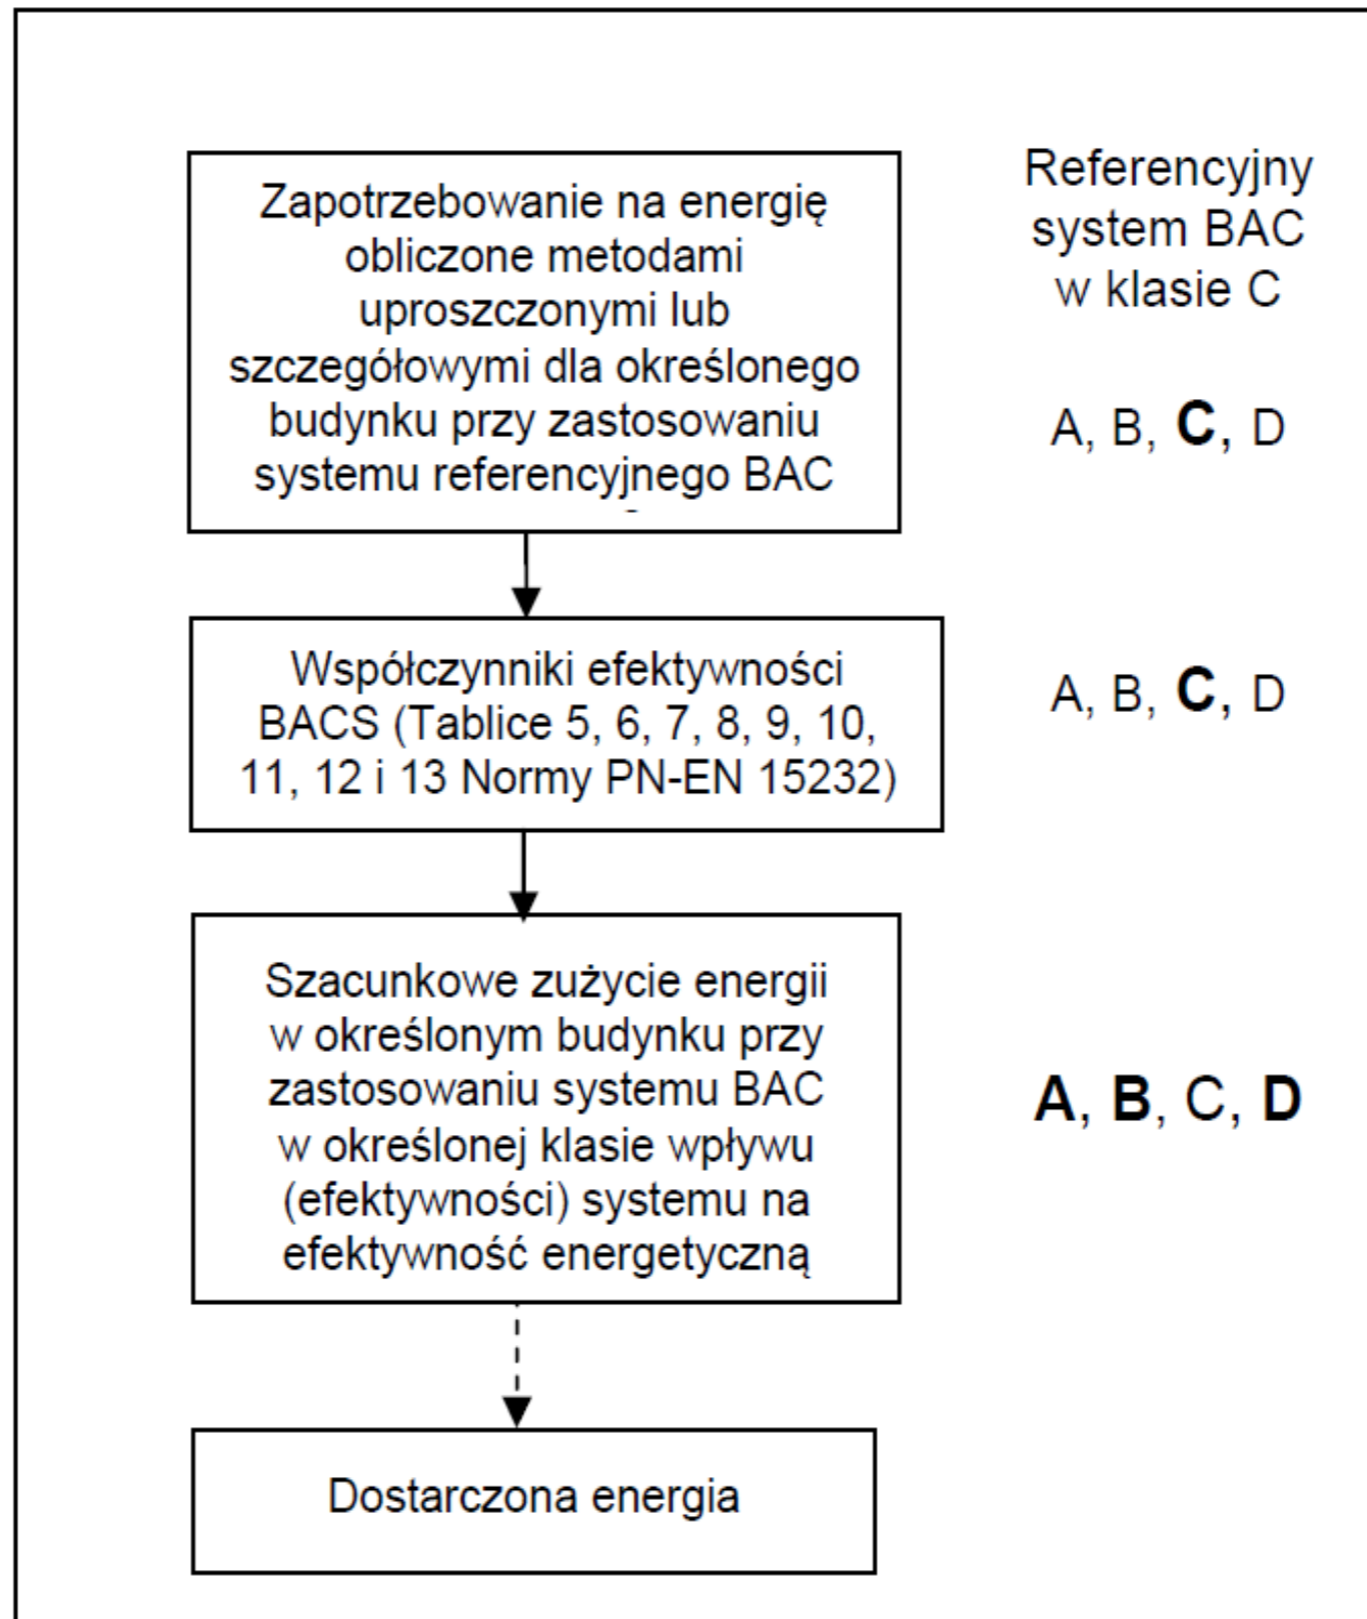 Zapotrzebowanie na energię
obliczone metodami
uproszczonymi lub
szczegółowymi dla określonego
budynku przy zastosowaniu
systemu referencyjnego BAC
Referencyjny
system BAC
w klasie C
A, B, C, D
Współczynniki efektywności
BACS (Tablice 5, 6, 7, 8, 9, 10,
11, 12 i 13 Normy PN-EN 15232)
A, B, C, D
Szacunkowe zużycie energii
w określonym budynku przy
zastosowaniu systemu BAC
w określonej klasie wpływu
(efektywności) systemu na
efektywność energetyczną
A, B, C, D
Dostarczona energia